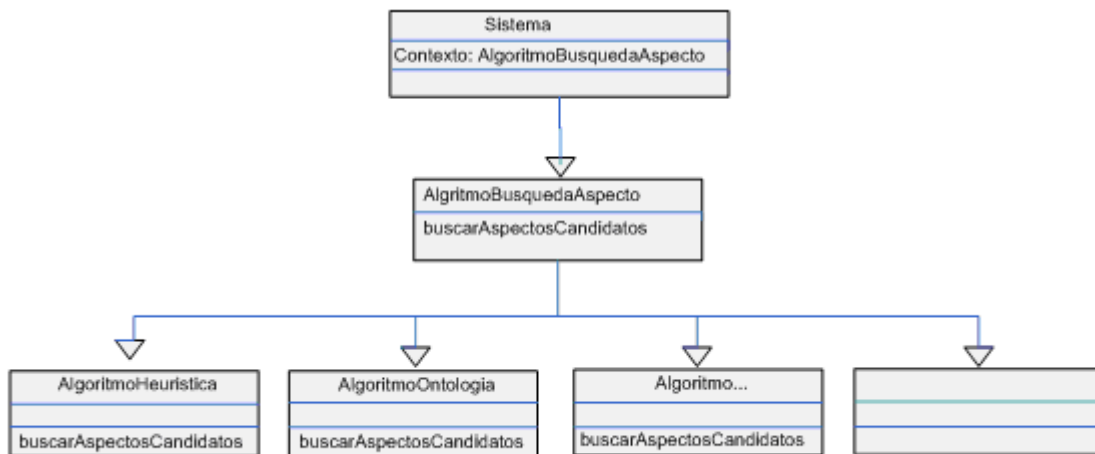 Sistema
Contexto: AlgoritmoBusquedaAspecto
AlgritmoBusquedaAspecto
buscarAspectosCandidatos
AlgoritmoHeuristica
buscarAspectosCandidatos
AlgoritmoOntologia
buscarAspectosCandidatos
Algoritmo...
buscarAspectosCandidatos